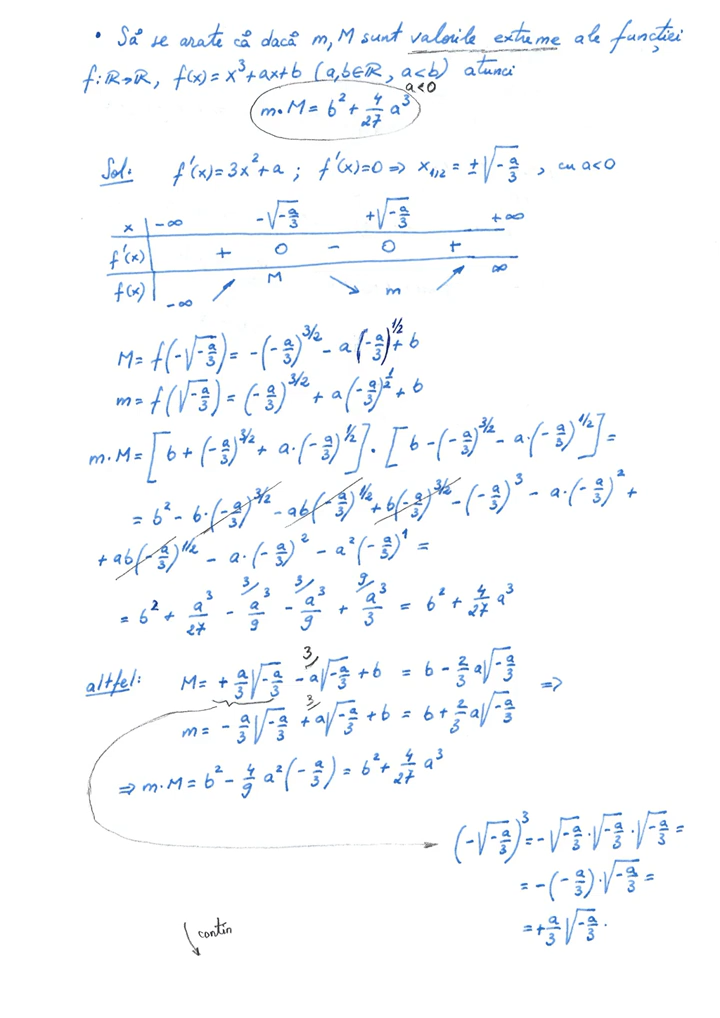 • Să se arate că dacă m, M sunt valorile extreme ale funcției
f: ℝ→ℝ, f(x) = x³+ax+b (a,b∈ℝ, a<b) atunci
a<0
m·M = b² + 4/27 a³
Sol: f'(x) = 3x²+a ; f'(x)=0 ⇒ x₁,₂ = ±√(-a/3) , cu a<0
x | -∞ -√(-a/3) +√(-a/3) +∞
f'(x) | + 0 - 0 +
f(x) | -∞ ↗ M ↘ m ↗ ∞
M = f(-√(-a/3)) = -(-a/3)^(3/2) - a(-a/3)^(1/2) + b
m = f(√(-a/3)) = (-a/3)^(3/2) + a(-a/3)^(1/2) + b
m·M = [b + (-a/3)^(3/2) + a·(-a/3)^(1/2)] · [b - (-a/3)^(3/2) - a·(-a/3)^(1/2)] =
= b² - b·(-a/3)^(3/2) - ab(-a/3)^(1/2) + b(-a/3)^(3/2) - (-a/3)³ - a·(-a/3)² +
+ ab(-a/3)^(1/2) - a·(-a/3)² - a²(-a/3)¹ =
= b² + a³/27 - ³⁾a³/9 - ³⁾a³/9 + ⁹⁾a³/3 = b² + 4/27 a³
altfel: M = + a/3 √(-a/3) - ³⁾a√(-a/3) + b = b - 2/3 a√(-a/3) ⇒
m = - a/3 √(-a/3) + ³⁾a√(-a/3) + b = b + 2/3 a√(-a/3)
⇒ m·M = b² - 4/9 a²(-a/3) = b² + 4/27 a³
(-√(-a/3))³ = -√(-a/3)·√(-a/3)·√(-a/3) =
= -(-a/3)·√(-a/3) =
= + a/3 √(-a/3) .
↓ contin